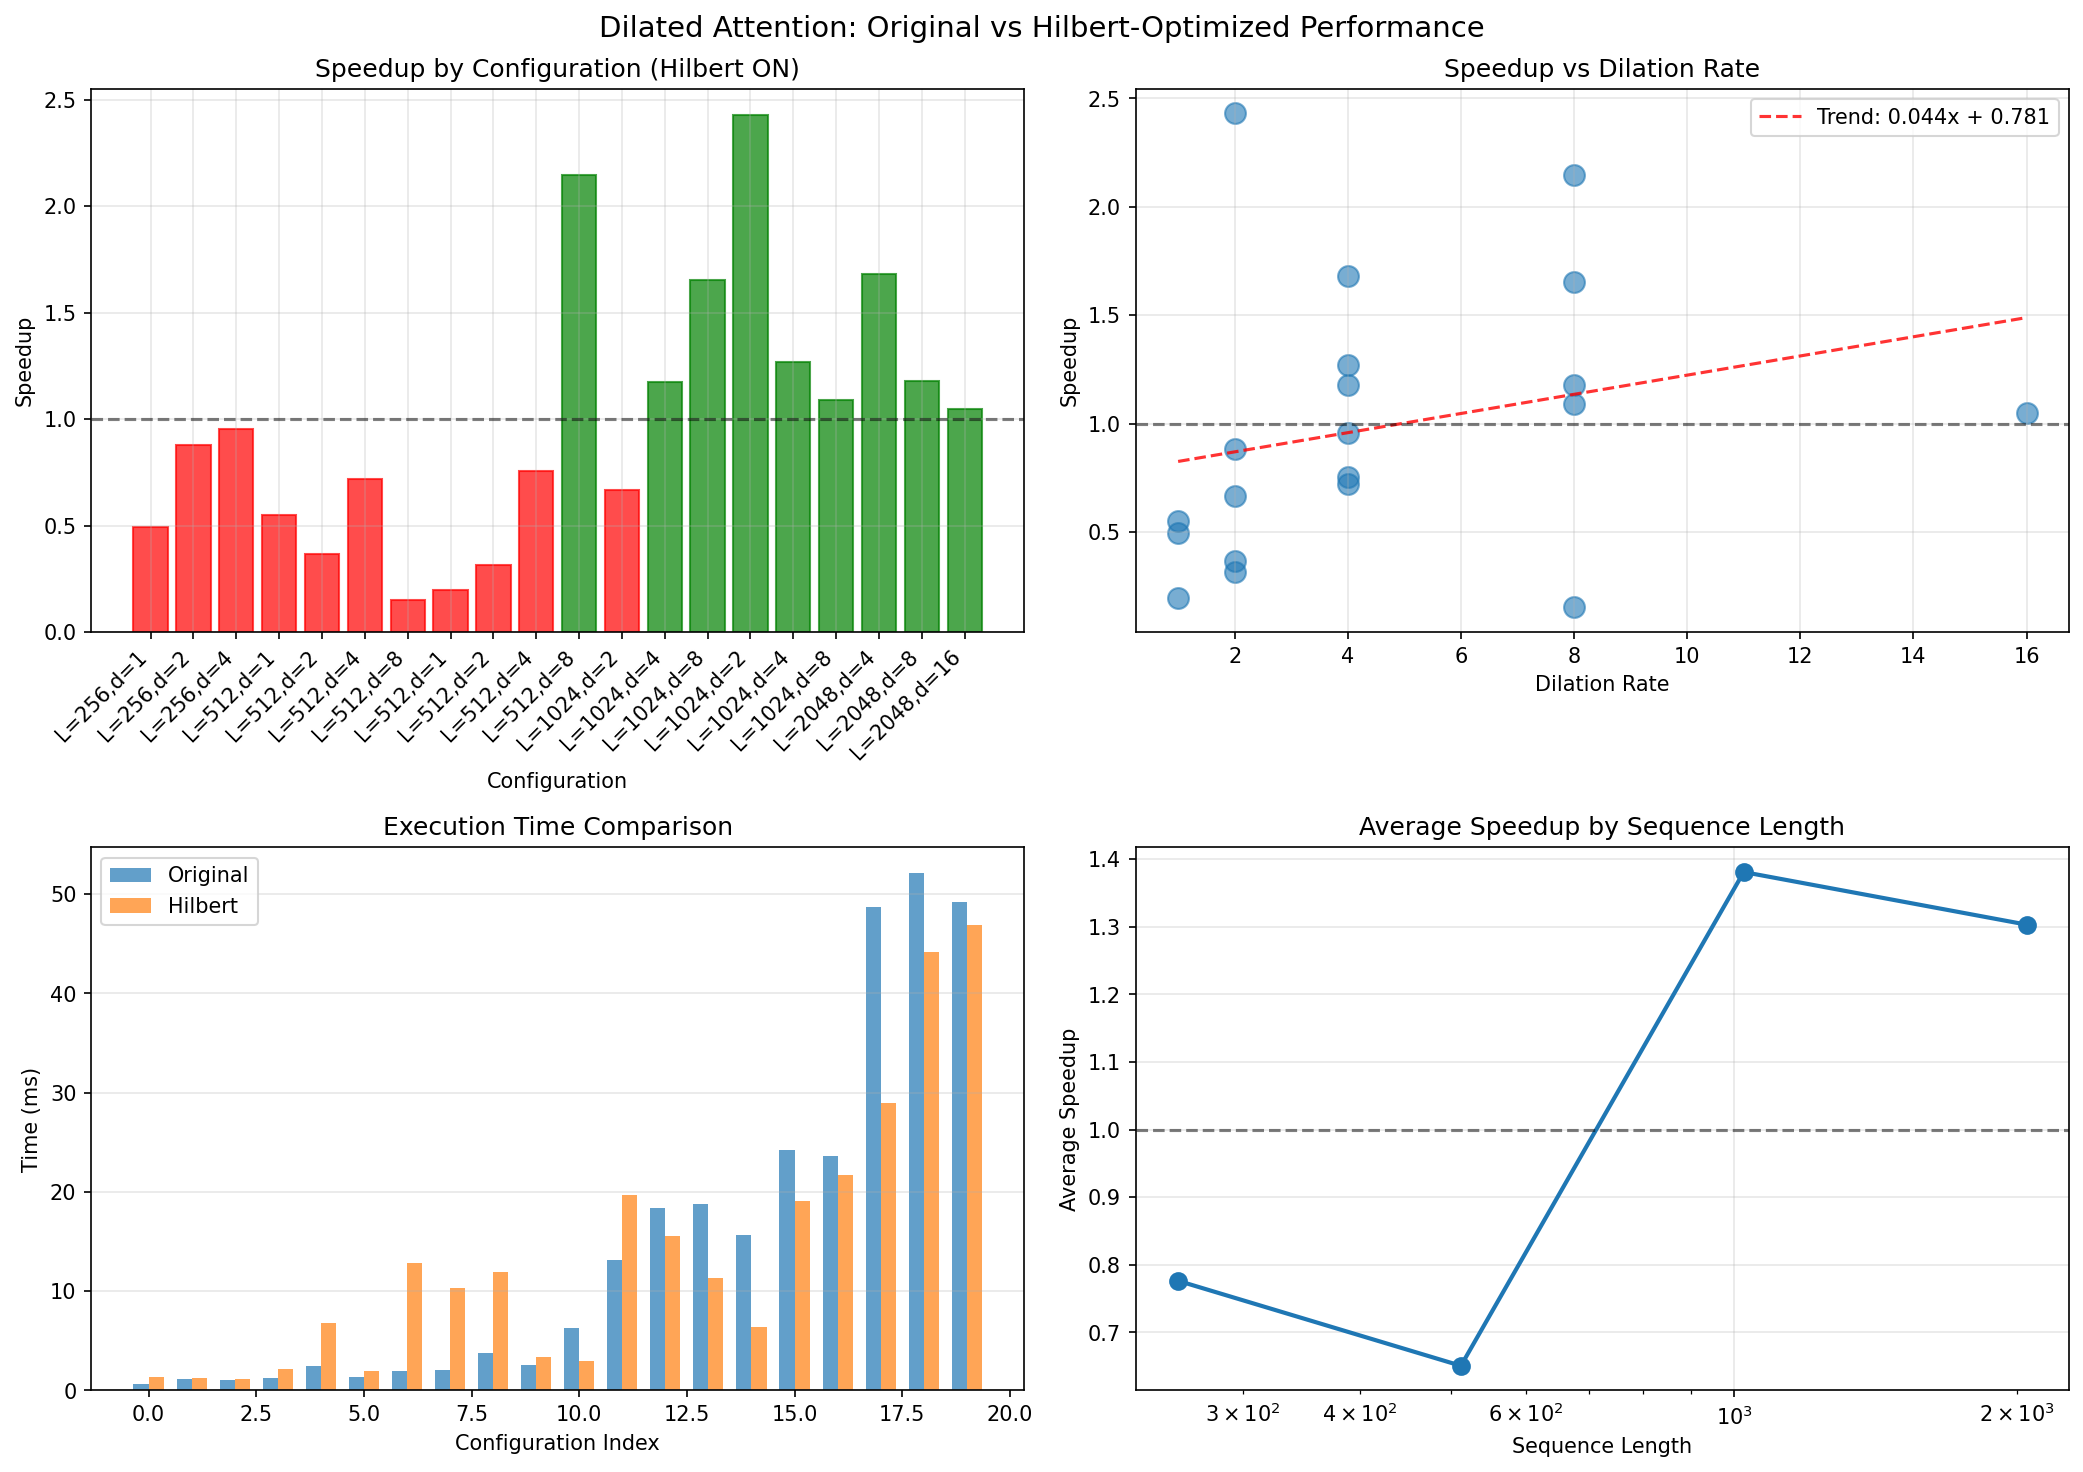 Dilated Attention: Original vs Hilbert-Optimized Performance
Speedup by Configuration (Hilbert ON)
Speedup
2.5
2.0
1.5
1.0
0.5
0.0
L=256,d=1
L=256,d=2
L=256,d=4
L=512,d=1
L=512,d=2
L=512,d=4
L=512,d=8
L=512,d=1
L=512,d=2
L=512,d=4
L=512,d=8
L=1024,d=2
L=1024,d=4
L=1024,d=8
L=1024,d=2
L=1024,d=4
L=1024,d=8
L=2048,d=4
L=2048,d=8
L=2048,d=16
Configuration
Speedup vs Dilation Rate
Trend: 0.044x + 0.781
Speedup
2.5
2.0
1.5
1.0
0.5
2 4 6 8 10 12 14 16
Dilation Rate
Execution Time Comparison
Original
Hilbert
Time (ms)
50
40
30
20
10
0
0.0 2.5 5.0 7.5 10.0 12.5 15.0 17.5 20.0
Configuration Index
Average Speedup by Sequence Length
Average Speedup
1.4
1.3
1.2
1.1
1.0
0.9
0.8
0.7
3 × 10² 4 × 10² 6 × 10² 10³ 2 × 10³
Sequence Length